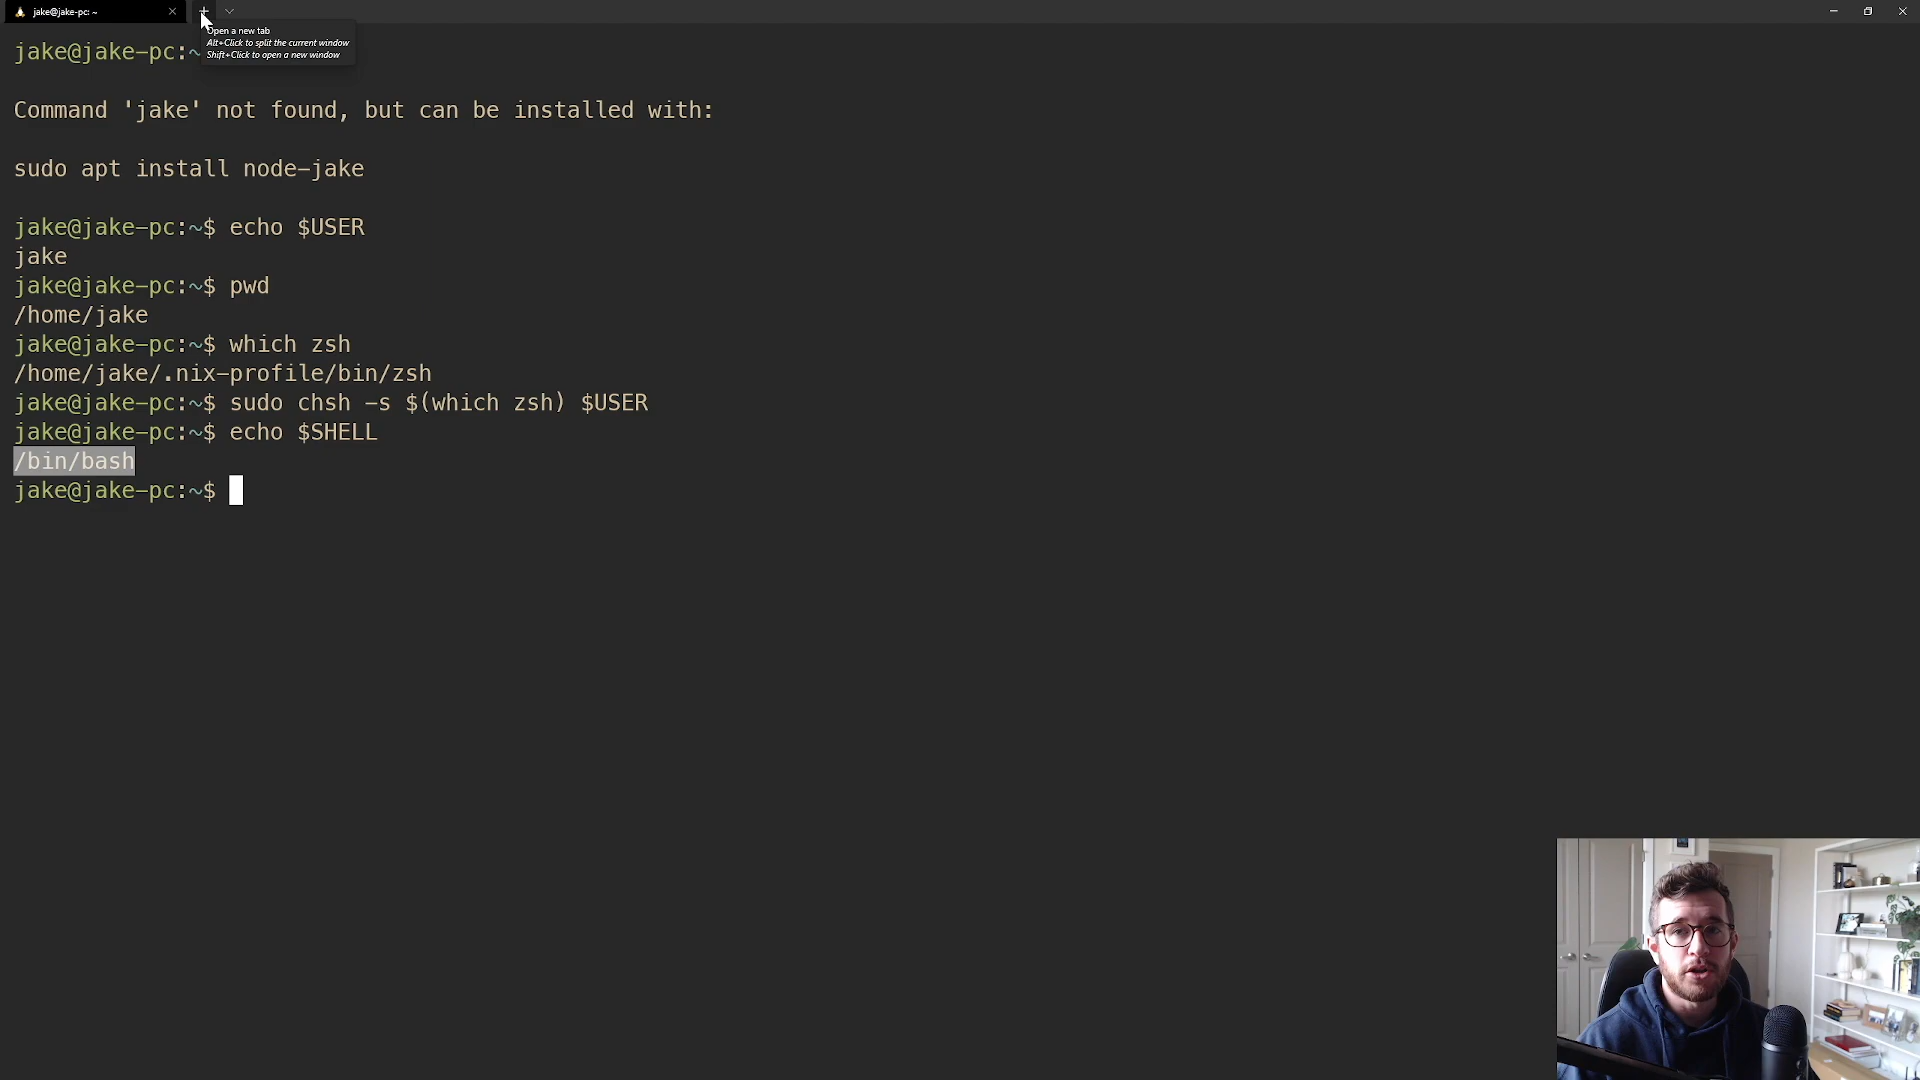 jake@jake-pc: ~
Open a new tab
Alt+Click to split the current window
Shift+Click to open a new window
jake@jake-pc:~
Command 'jake' not found, but can be installed with:
sudo apt install node-jake
jake@jake-pc:~$ echo $USER
jake
jake@jake-pc:~$ pwd
/home/jake
jake@jake-pc:~$ which zsh
/home/jake/.nix-profile/bin/zsh
jake@jake-pc:~$ sudo chsh -s $(which zsh) $USER
jake@jake-pc:~$ echo $SHELL
/bin/bash
jake@jake-pc:~$